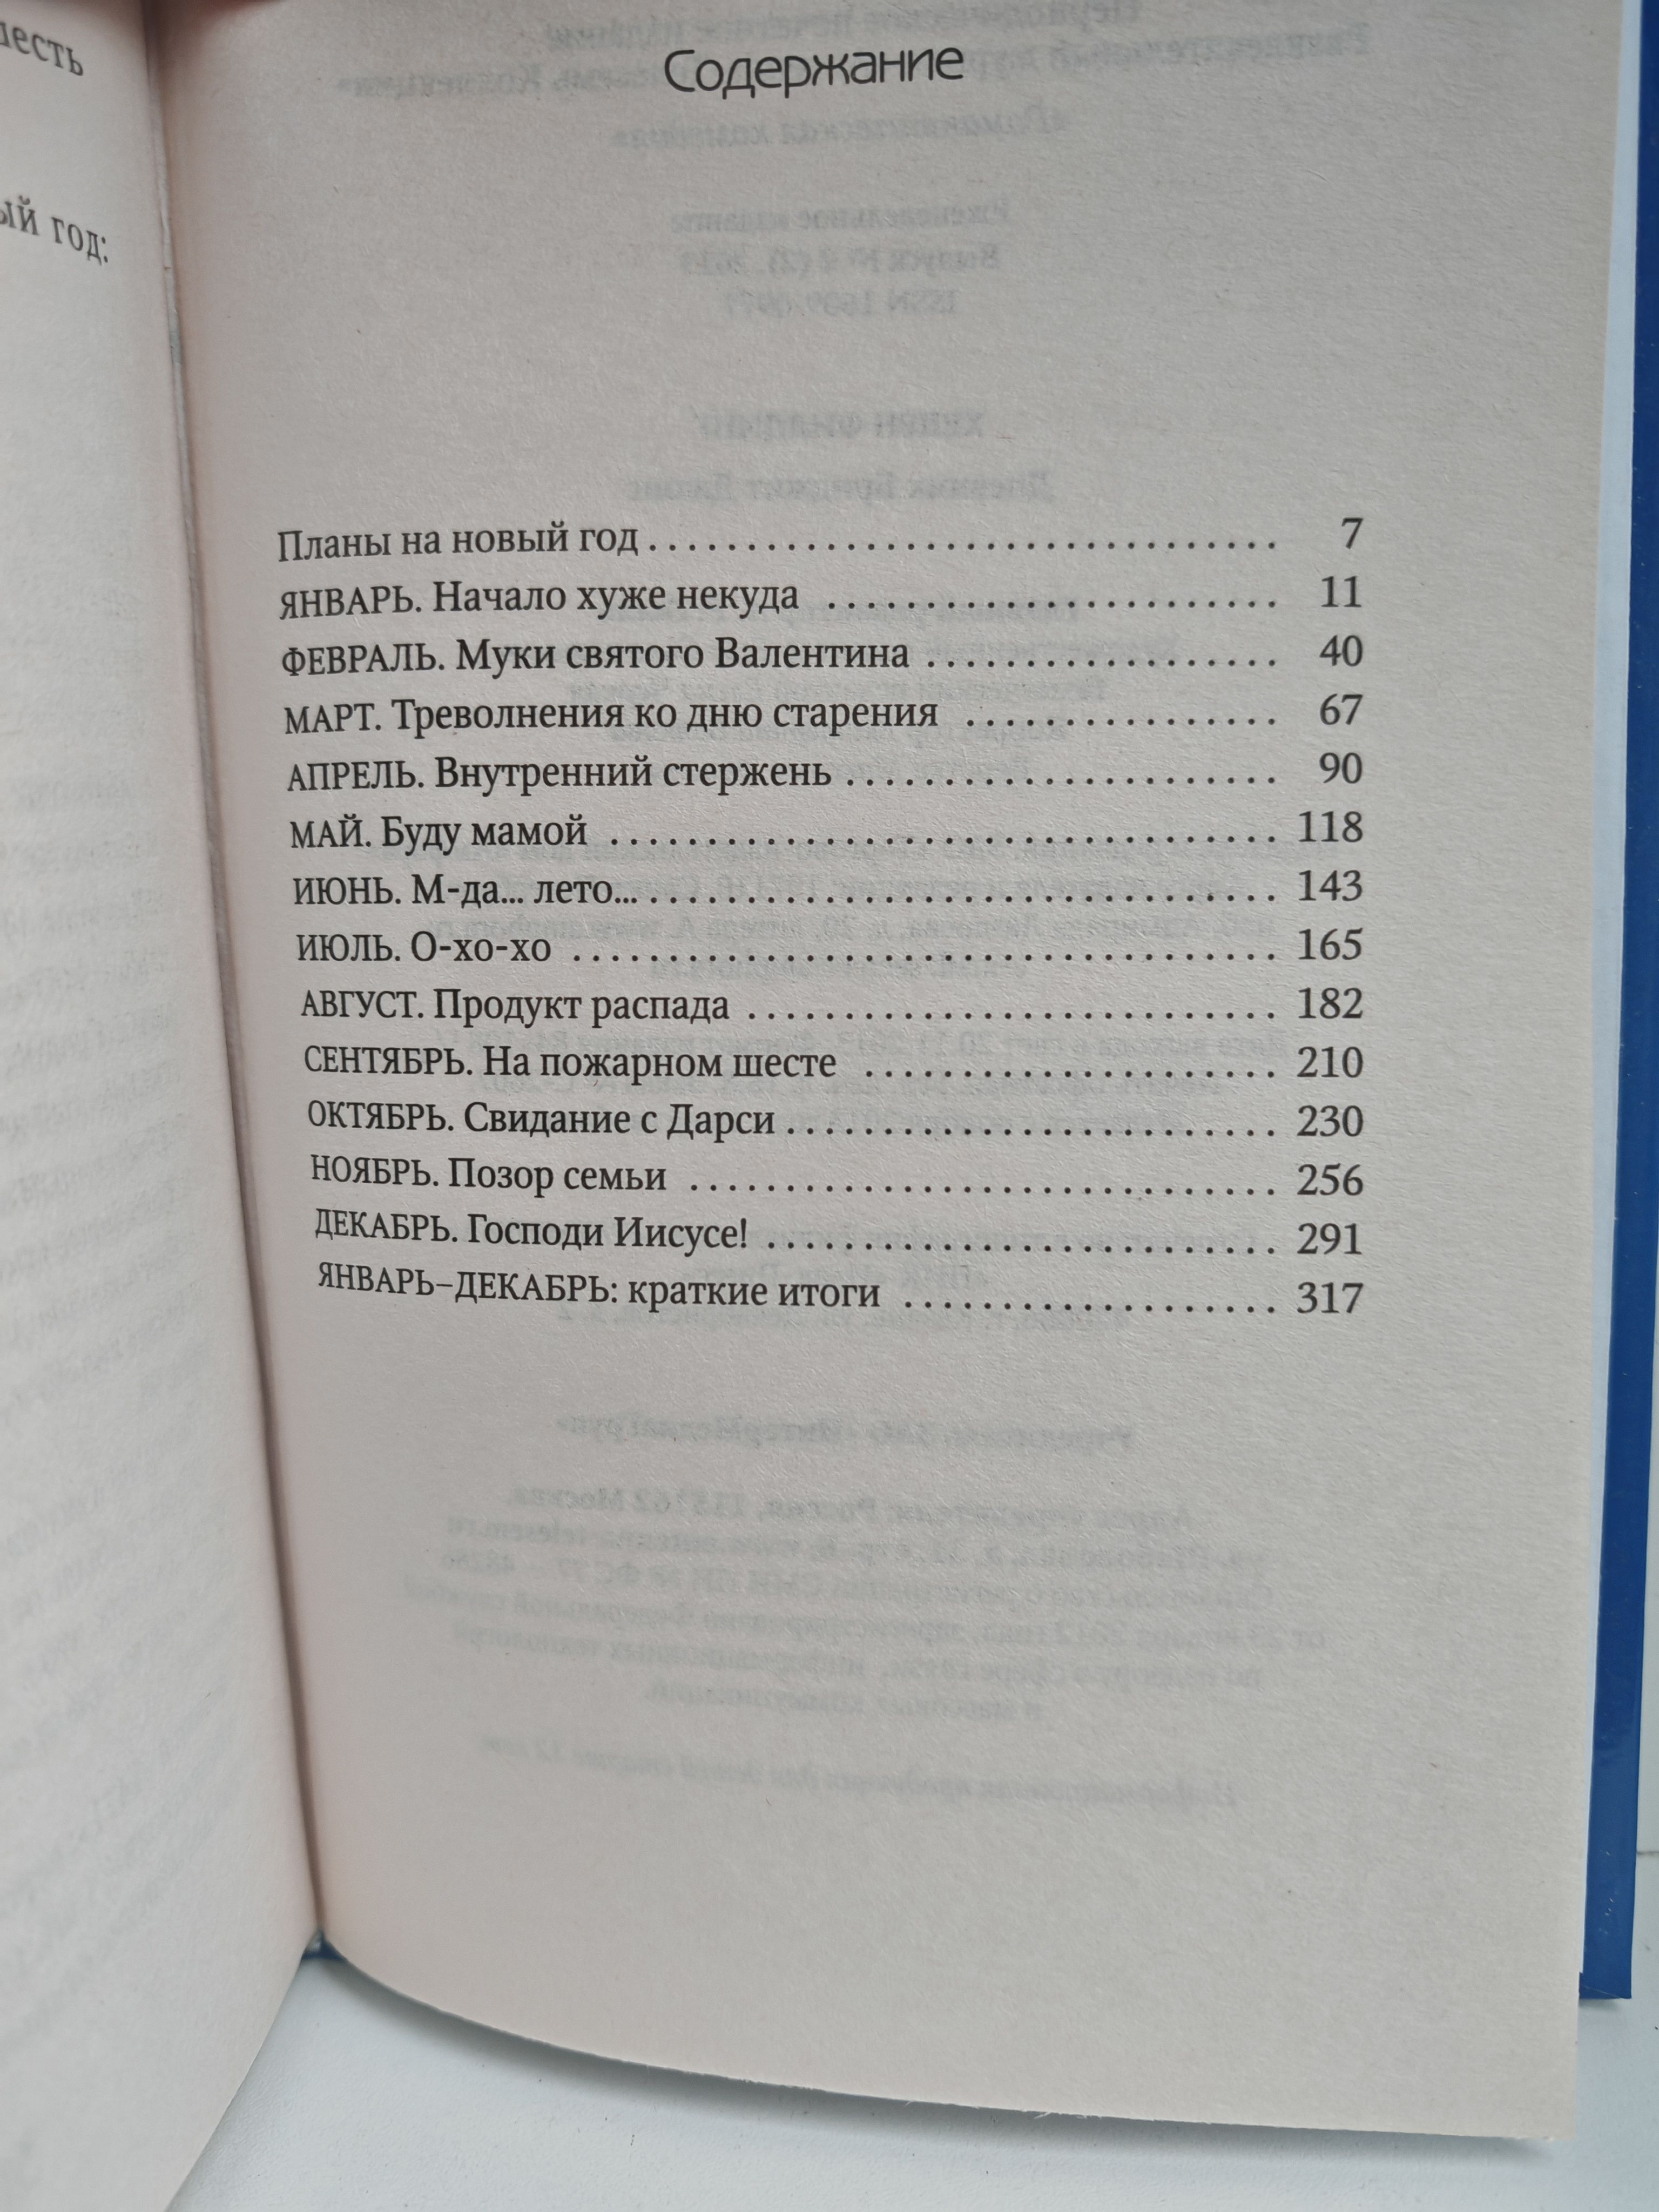 ый год:
Содержание
Планы на новый год . . . . . . . . . . . . . . . . . . . . . . . . . . . . . . . . . 7
ЯНВАРЬ. Начало хуже некуда . . . . . . . . . . . . . . . . . . . . . . . . 11
ФЕВРАЛЬ. Муки святого Валентина . . . . . . . . . . . . . . . . . . . 40
МАРТ. Треволнения ко дню старения . . . . . . . . . . . . . . . . . 67
АПРЕЛЬ. Внутренний стержень . . . . . . . . . . . . . . . . . . . . . . . 90
МАЙ. Буду мамой . . . . . . . . . . . . . . . . . . . . . . . . . . . . . . . . . . . 118
ИЮНЬ. М-да... лето... . . . . . . . . . . . . . . . . . . . . . . . . . . . . . . . . . 143
ИЮЛЬ. О-хо-хо . . . . . . . . . . . . . . . . . . . . . . . . . . . . . . . . . . . . . 165
АВГУСТ. Продукт распада . . . . . . . . . . . . . . . . . . . . . . . . . . . . 182
СЕНТЯБРЬ. На пожарном шесте . . . . . . . . . . . . . . . . . . . . . . 210
ОКТЯБРЬ. Свидание с Дарси . . . . . . . . . . . . . . . . . . . . . . . . . . 230
НОЯБРЬ. Позор семьи . . . . . . . . . . . . . . . . . . . . . . . . . . . . . . . 256
ДЕКАБРЬ. Господи Иисусе! . . . . . . . . . . . . . . . . . . . . . . . . . . . 291
ЯНВАРЬ–ДЕКАБРЬ: краткие итоги . . . . . . . . . . . . . . . . . . . . 317